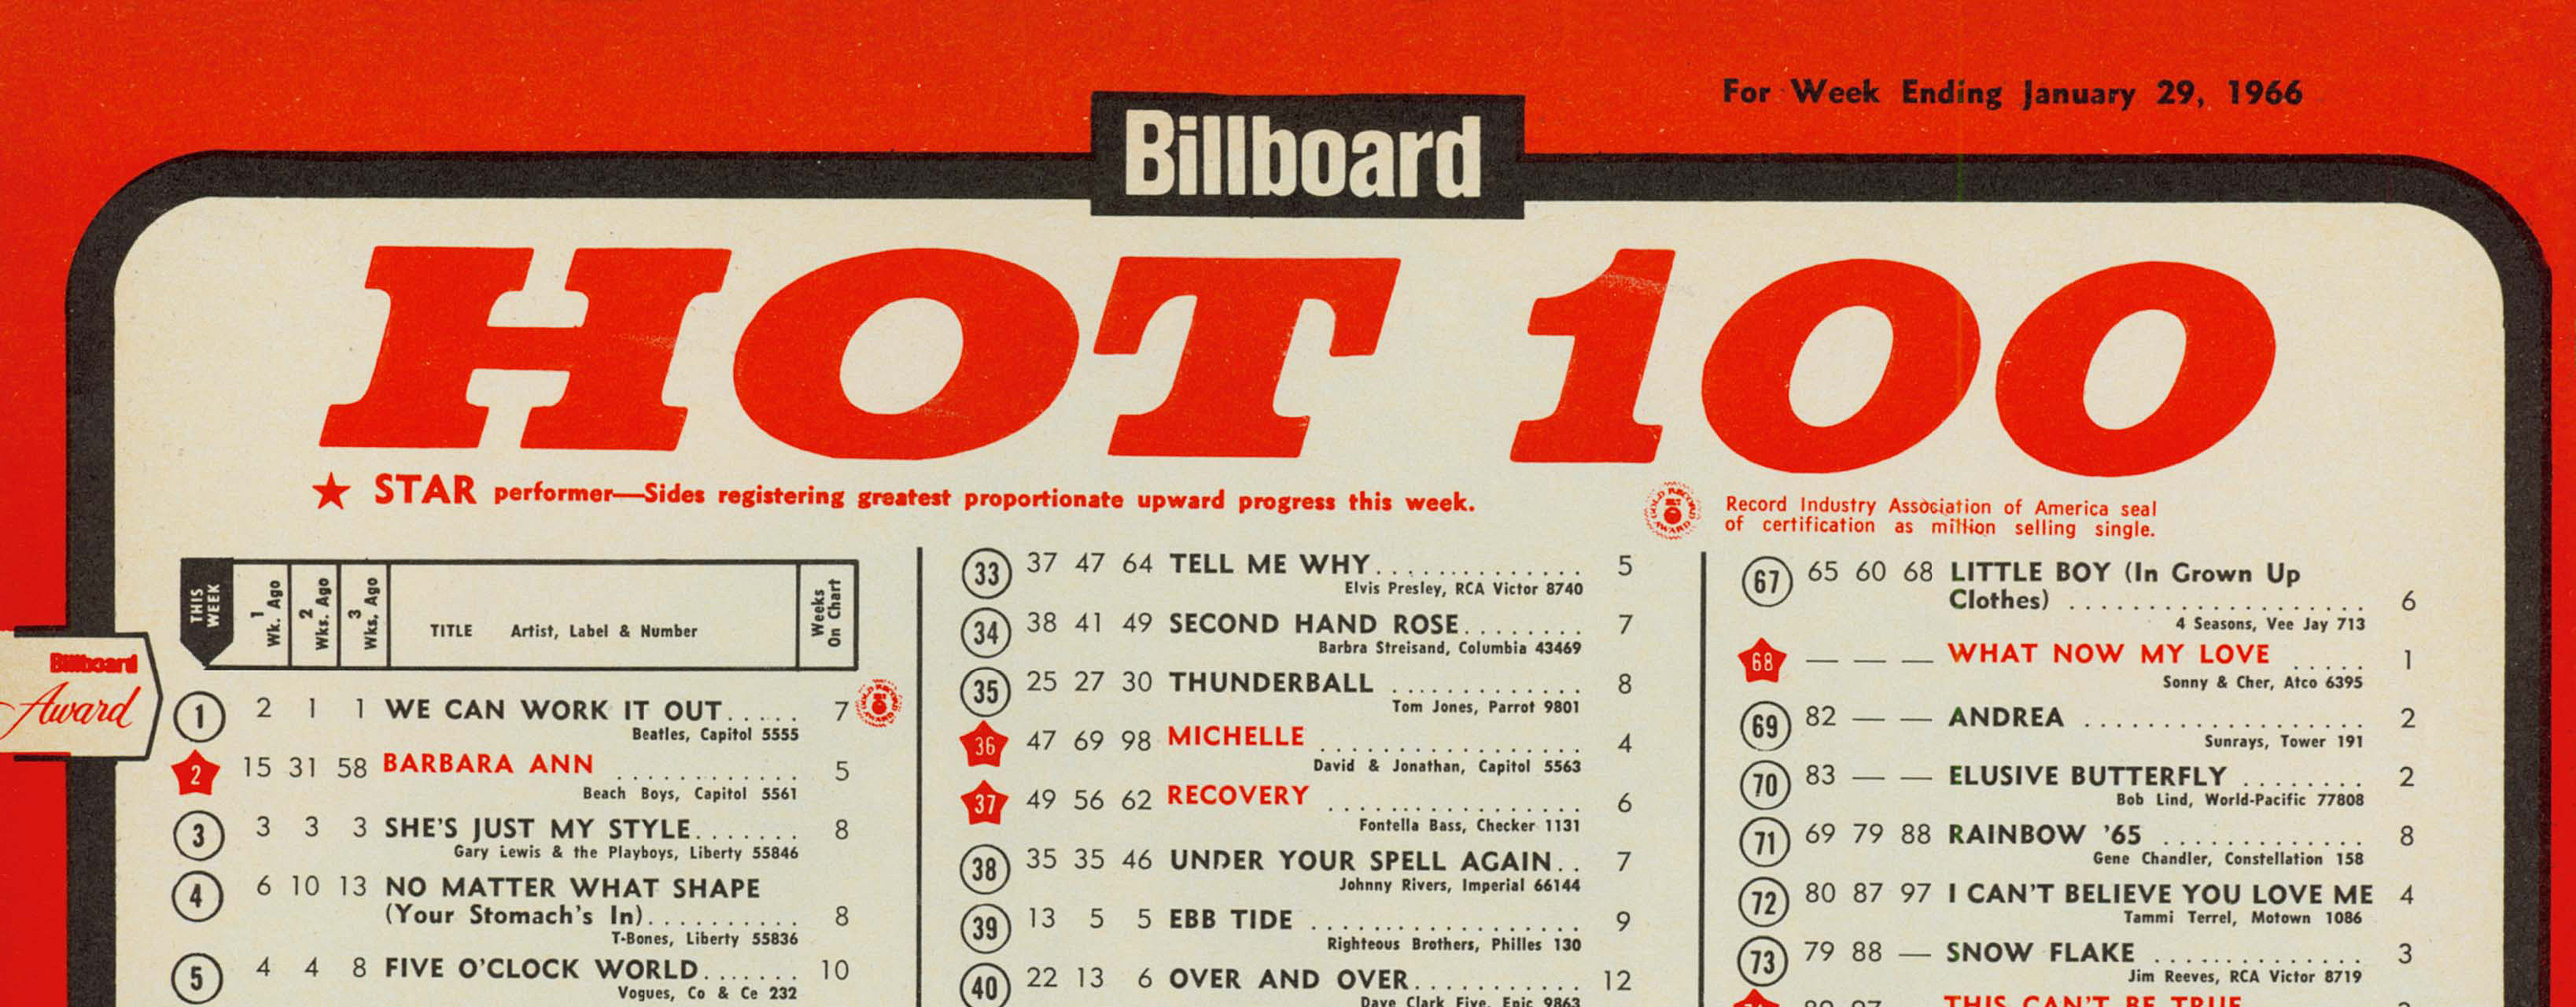 For Week Ending January 29, 1966
Billboard
HOT 100
★ STAR performer—Sides registering greatest proportionate upward progress this week.
GOLD RECORD AWARD
Record Industry Association of America seal
of certification as million selling single.
Billboard
Award
THIS WEEK 1 Wk. Ago 2 Wks. Ago 3 Wks. Ago TITLE Artist, Label & Number Weeks On Chart
1 2 1 1 WE CAN WORK IT OUT...... 7
Beatles, Capitol 5555
2 15 31 58 BARBARA ANN ............ 5
Beach Boys, Capitol 5561
3 3 3 3 SHE'S JUST MY STYLE....... 8
Gary Lewis & the Playboys, Liberty 55846
4 6 10 13 NO MATTER WHAT SHAPE
(Your Stomach's In).......... 8
T-Bones, Liberty 55836
5 4 4 8 FIVE O'CLOCK WORLD....... 10
Vogues, Co & Ce 232
33 37 47 64 TELL ME WHY.............. 5
Elvis Presley, RCA Victor 8740
34 38 41 49 SECOND HAND ROSE........ 7
Barbra Streisand, Columbia 43469
35 25 27 30 THUNDERBALL ............. 8
Tom Jones, Parrot 9801
36 47 69 98 MICHELLE ................. 4
David & Jonathan, Capitol 5563
37 49 56 62 RECOVERY ................. 6
Fontella Bass, Checker 1131
38 35 35 46 UNDER YOUR SPELL AGAIN.. 7
Johnny Rivers, Imperial 66144
39 13 5 5 EBB TIDE .................. 9
Righteous Brothers, Philles 130
40 22 13 6 OVER AND OVER............ 12
Dave Clark Five, Epic 9863
67 65 60 68 LITTLE BOY (In Grown Up
Clothes) .................... 6
4 Seasons, Vee Jay 713
68 — — — WHAT NOW MY LOVE ..... 1
Sonny & Cher, Atco 6395
69 82 — — ANDREA .................. 2
Sunrays, Tower 191
70 83 — — ELUSIVE BUTTERFLY ........ 2
Bob Lind, World-Pacific 77808
71 69 79 88 RAINBOW '65 ............. 8
Gene Chandler, Constellation 158
72 80 87 97 I CAN'T BELIEVE YOU LOVE ME 4
Tammi Terrel, Motown 1086
73 79 88 — SNOW FLAKE .............. 3
Jim Reeves, RCA Victor 8719
THIS CAN'T BE TRUE